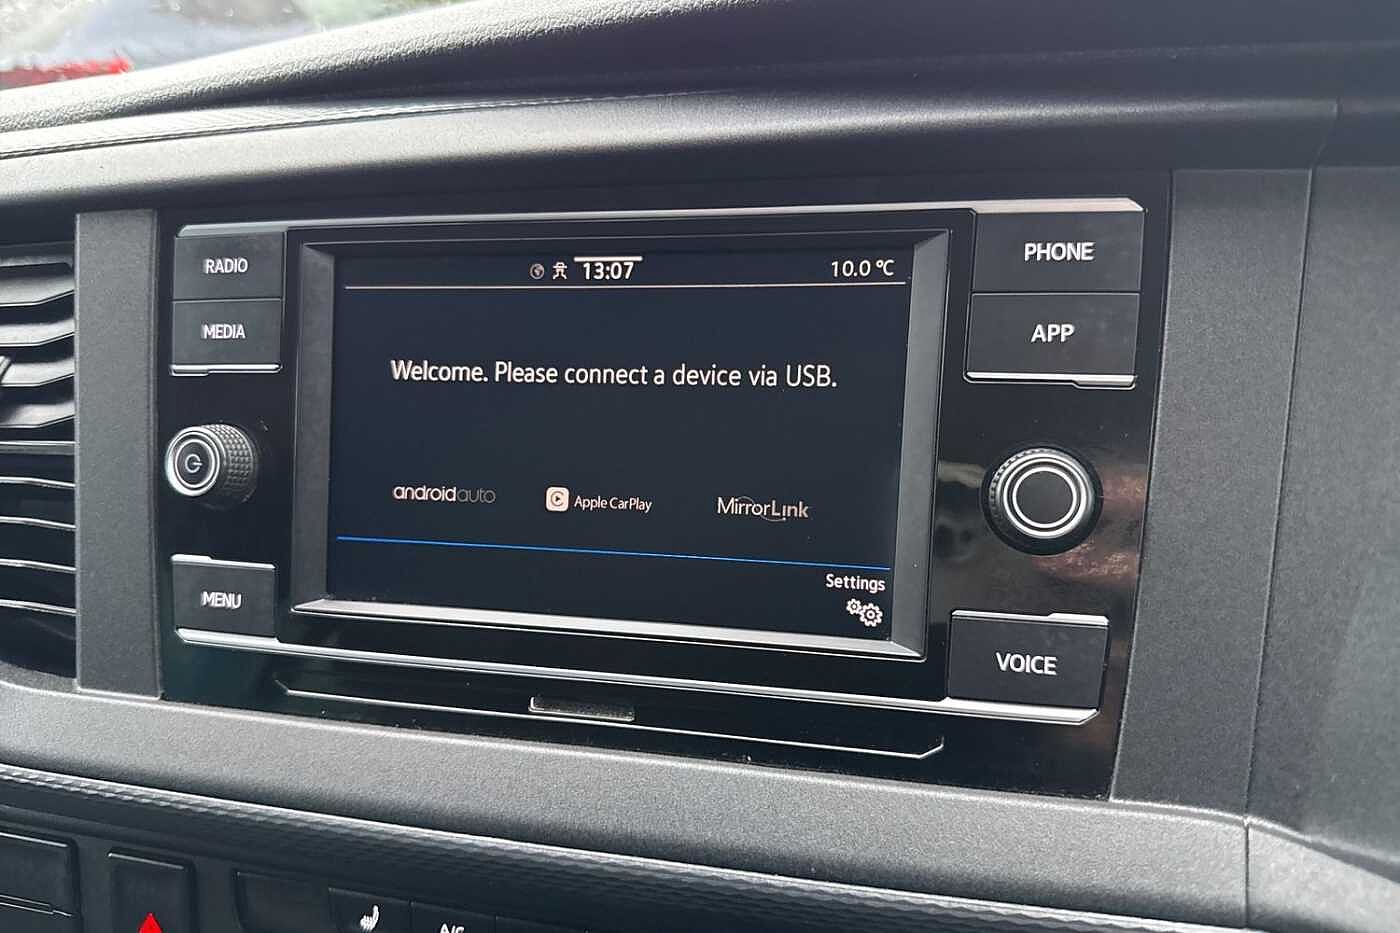 RADIO
MEDIA
MENU
13:07
10.0 °C
Welcome. Please connect a device via USB.
androidauto
Apple CarPlay
MirrorLink
Settings
PHONE
APP
VOICE